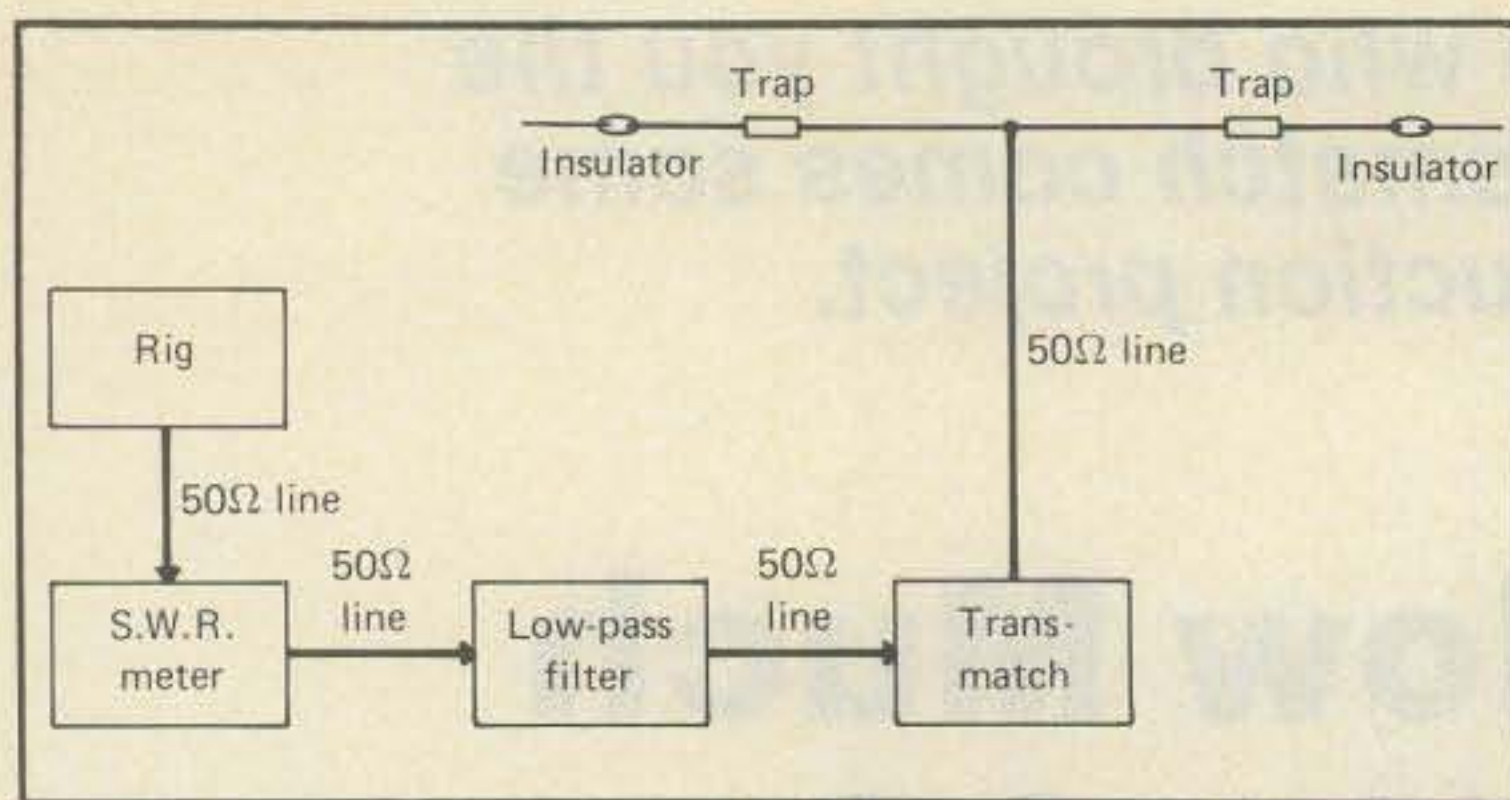 Trap
Trap
Insulator
Insulator
Rig
50Ω line
50Ω line
S.W.R.
meter
50Ω
line
Low-pass
filter
50Ω
line
Trans-
match